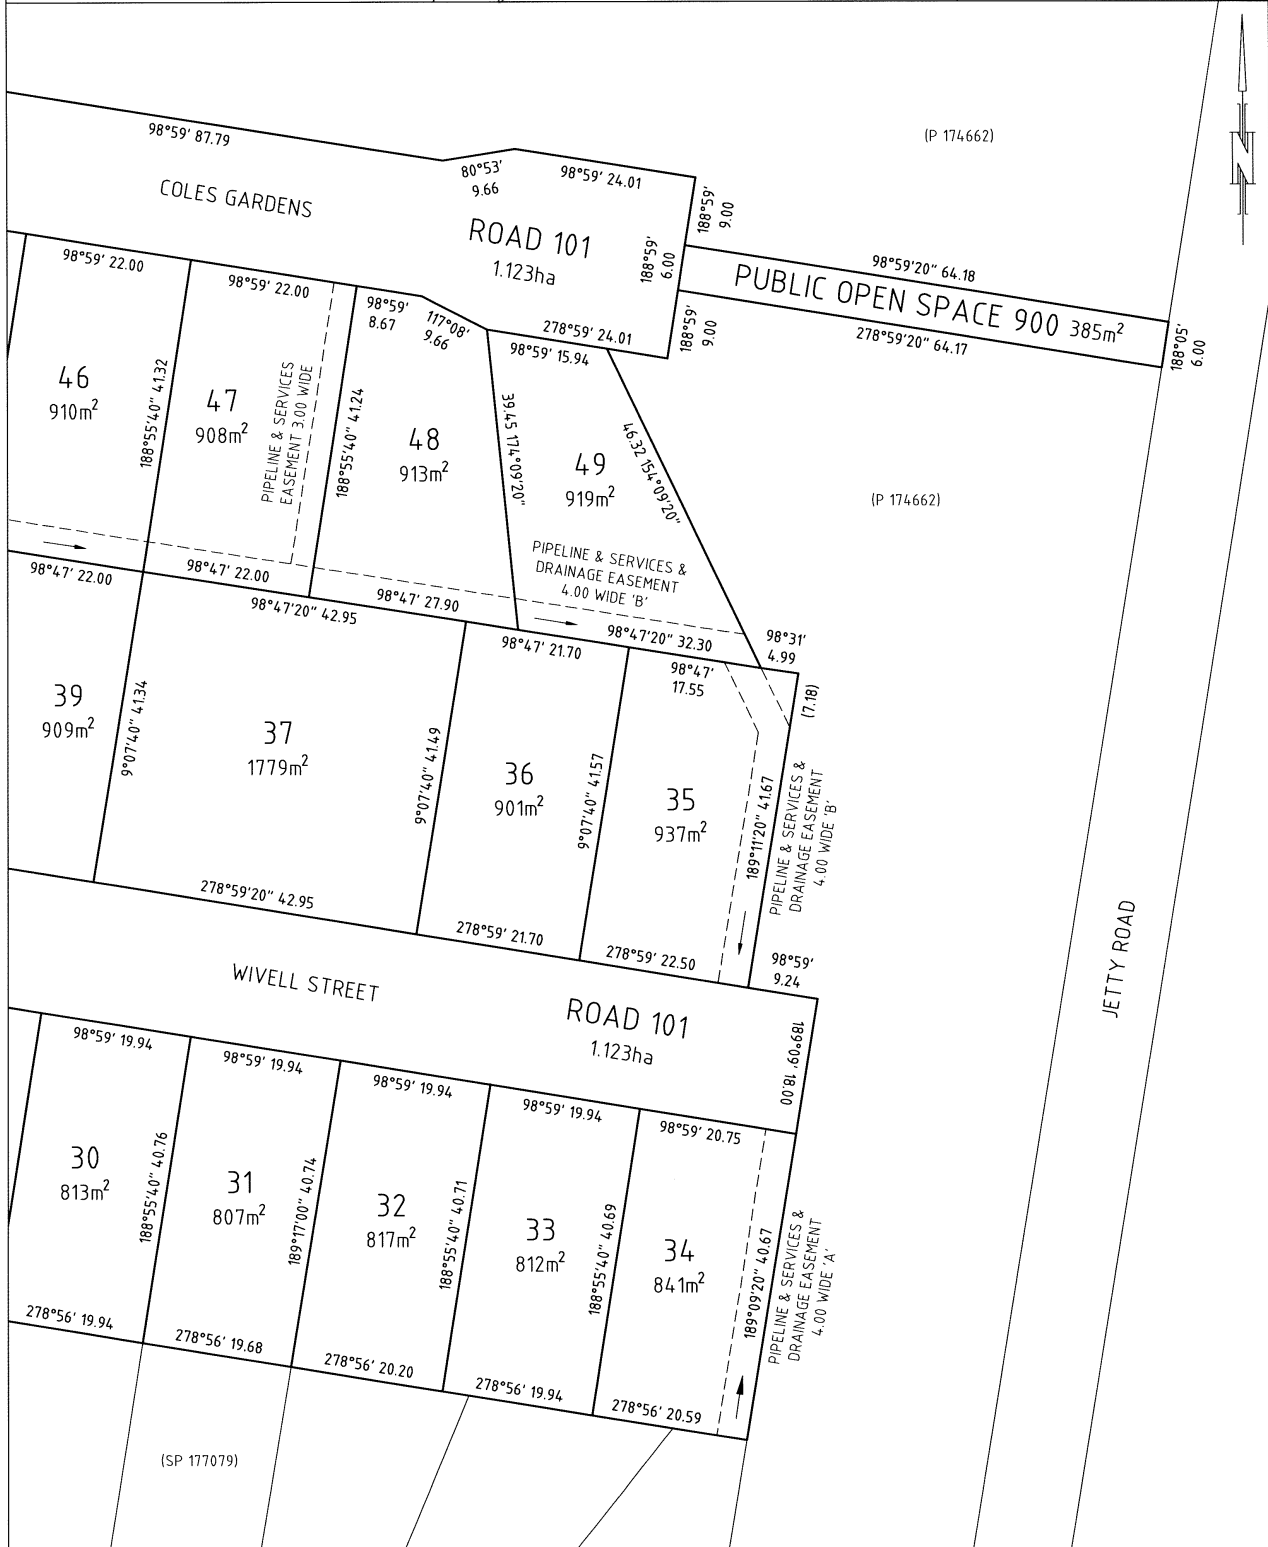 (P 174662)
N
98°59' 87.79
80°53'
9.66
98°59' 24.01
COLES GARDENS
ROAD 101
1.123ha
188°59'
9.00
188°59'
6.00
98°59'20" 64.18
PUBLIC OPEN SPACE 900 385m²
278°59'20" 64.17
188°05'
6.00
188°59'
9.00
98°59' 22.00
98°59' 22.00
98°59'
8.67
117°08'
9.66
278°59' 24.01
98°59' 15.94
46
910m²
188°55'40" 41.32
47
908m²
PIPELINE & SERVICES
EASEMENT 3.00 WIDE
188°55'40" 41.24
48
913m²
39.45 174°09'20"
49
919m²
46.32 154°09'20"
(P 174662)
PIPELINE & SERVICES &
DRAINAGE EASEMENT
4.00 WIDE 'B'
98°47' 22.00
98°47' 22.00
98°47' 27.90
98°47'20" 32.30
98°31'
4.99
98°47'20" 42.95
98°47' 21.70
98°47'
17.55
(7.18)
39
909m²
9°07'40" 41.34
37
1779m²
9°07'40" 41.49
36
901m²
9°07'40" 41.57
35
937m²
189°11'20" 41.67
PIPELINE & SERVICES &
DRAINAGE EASEMENT
4.00 WIDE 'B'
278°59'20" 42.95
278°59' 21.70
278°59' 22.50
98°59'
9.24
JETTY ROAD
WIVELL STREET
ROAD 101
1.123ha
189°09' 18.00
98°59' 19.94
98°59' 19.94
98°59' 19.94
98°59' 19.94
98°59' 20.75
30
813m²
188°55'40" 40.76
31
807m²
189°17'00" 40.74
32
817m²
188°55'40" 40.71
33
812m²
188°55'40" 40.69
34
841m²
189°09'20" 40.67
PIPELINE & SERVICES &
DRAINAGE EASEMENT
4.00 WIDE 'A'
278°56' 19.94
278°56' 19.68
278°56' 20.20
278°56' 19.94
278°56' 20.59
(SP 177079)